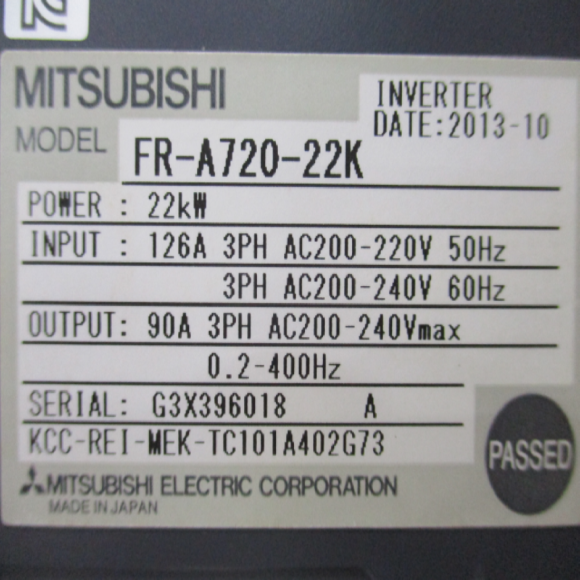 MITSUBISHI
INVERTER
DATE:2013-10
MODEL FR-A720-22K
POWER : 22kW
INPUT : 126A 3PH AC200-220V 50Hz
3PH AC200-240V 60Hz
OUTPUT: 90A 3PH AC200-240Vmax
0.2-400Hz
SERIAL: G3X396018 A
KCC-REI-MEK-TC101A402G73
PASSED
MITSUBISHI ELECTRIC CORPORATION
MADE IN JAPAN